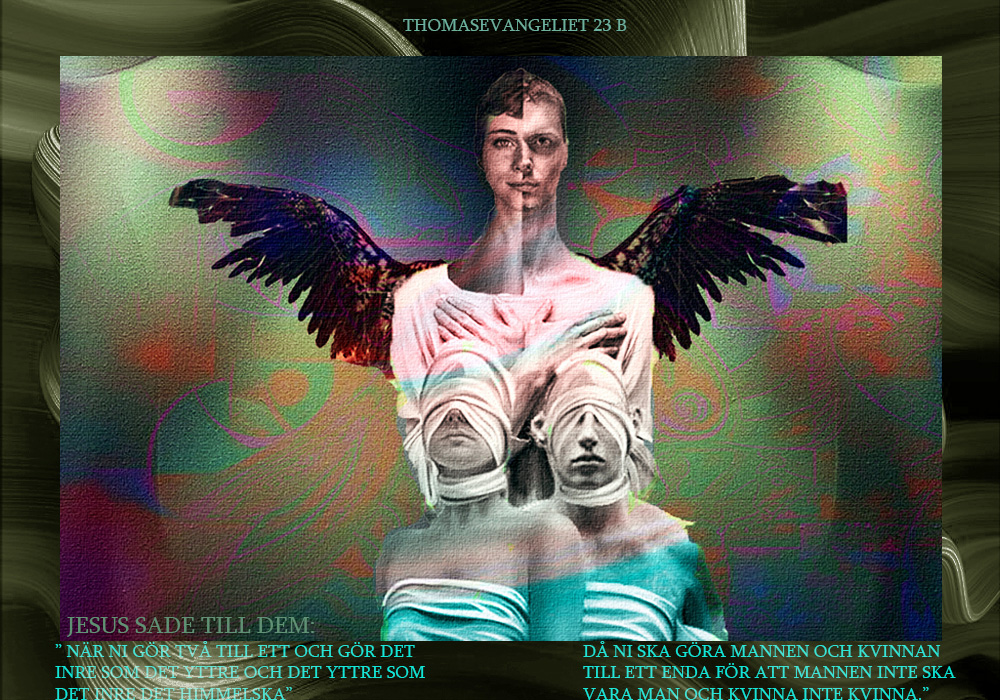 THOMASEVANGELIET 23 B
JESUS SADE TILL DEM:
” NÄR NI GÖR TVÅ TILL ETT OCH GÖR DET
INRE SOM DET YTTRE OCH DET YTTRE SOM
DET INRE DET HIMMELSKA”
DÅ NI SKA GÖRA MANNEN OCH KVINNAN
TILL ETT ENDA FÖR ATT MANNEN INTE SKA
VARA MAN OCH KVINNA INTE KVINNA.”